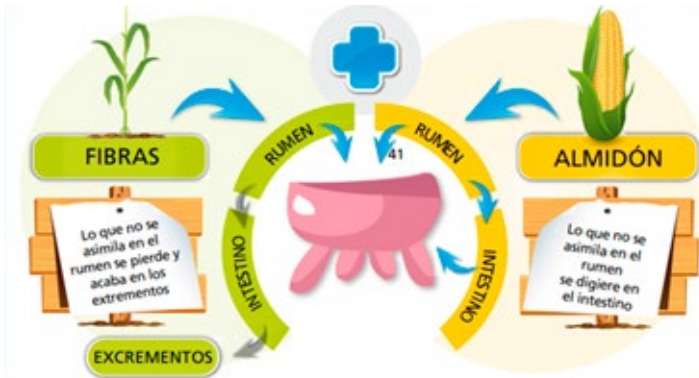 FIBRAS
Lo que no se
asimila en el
rumen se pierde y
acaba en los
extrementos
EXCREMENTOS
RUMEN
INTESTINO
41
RUMEN
INTESTINO
ALMIDÓN
Lo que no se
asimila en el
rumen
se digiere en
el intestino